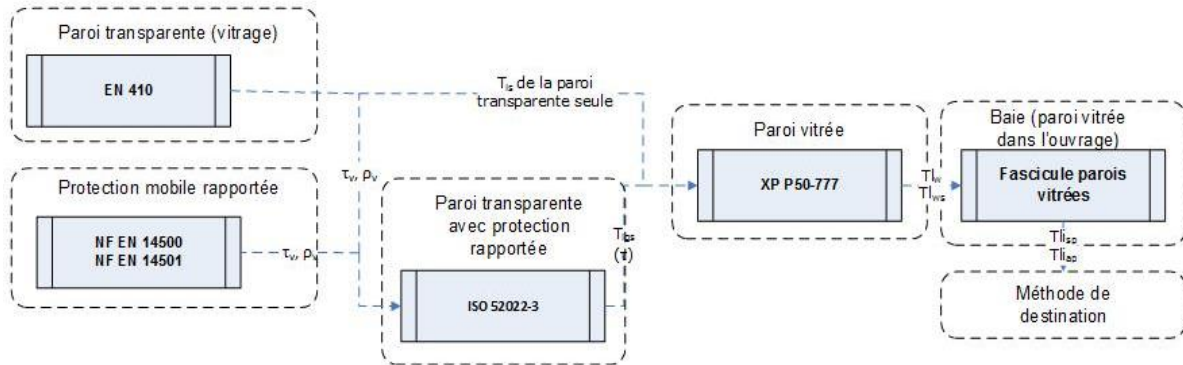 Paroi transparente (vitrage)
EN 410
Tls de la paroi
transparente seule
Protection mobile rapportée
NF EN 14500
NF EN 14501
τv, ρv
τv, ρv
Paroi transparente
avec protection
rapportée
ISO 52022-3
(τ)
Paroi vitrée
XP P50-777
Tlw
Tlws
Baie (paroi vitrée
dans l'ouvrage)
Fascicule parois
vitrées
Tlisp
Tliap
Méthode de
destination